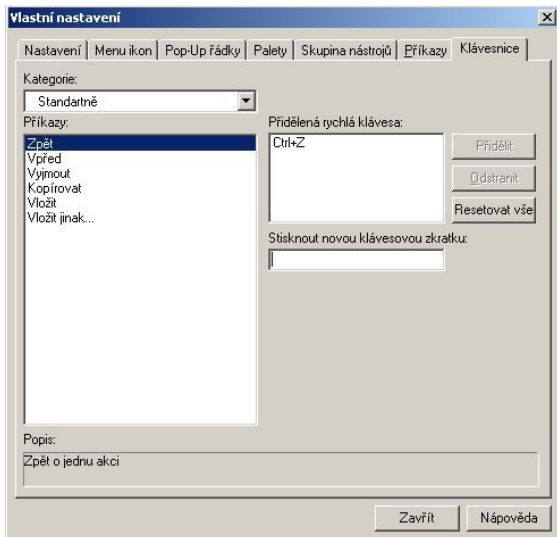 Vlastní nastavení
Nastavení Menu ikon Pop-Up řádky Palety Skupina nástrojů Příkazy Klávesnice
Kategorie:
Standartně
Příkazy:
Zpět
Vpřed
Vyjmout
Kopírovat
Vložit
Vložit jinak...
Přidělená rychlá klávesa:
Ctrl+Z
Přidělit
Odstranit
Resetovat vše
Stisknout novou klávesovou zkratku:
Popis:
Zpět o jednu akci
Zavřít
Nápověda